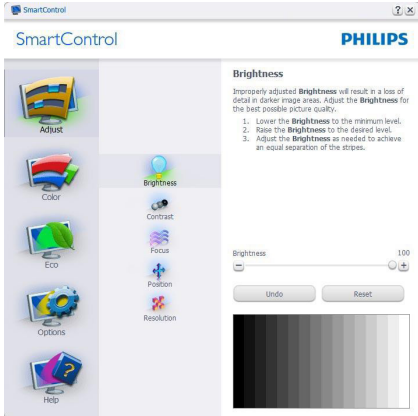 SmartControl
? ×
SmartControl
PHILIPS
Adjust
Color
Eco
Options
Help
Brightness
Contrast
Focus
Position
Resolution
Brightness
Improperly adjusted Brightness will result in a loss of
detail in darker image areas. Adjust the Brightness for
the best possible picture quality.
1. Lower the Brightness to the minimum level.
2. Raise the Brightness to the desired level.
3. Adjust the Brightness as needed to achieve
an equal separation of the stripes.
Brightness 100
Undo Reset